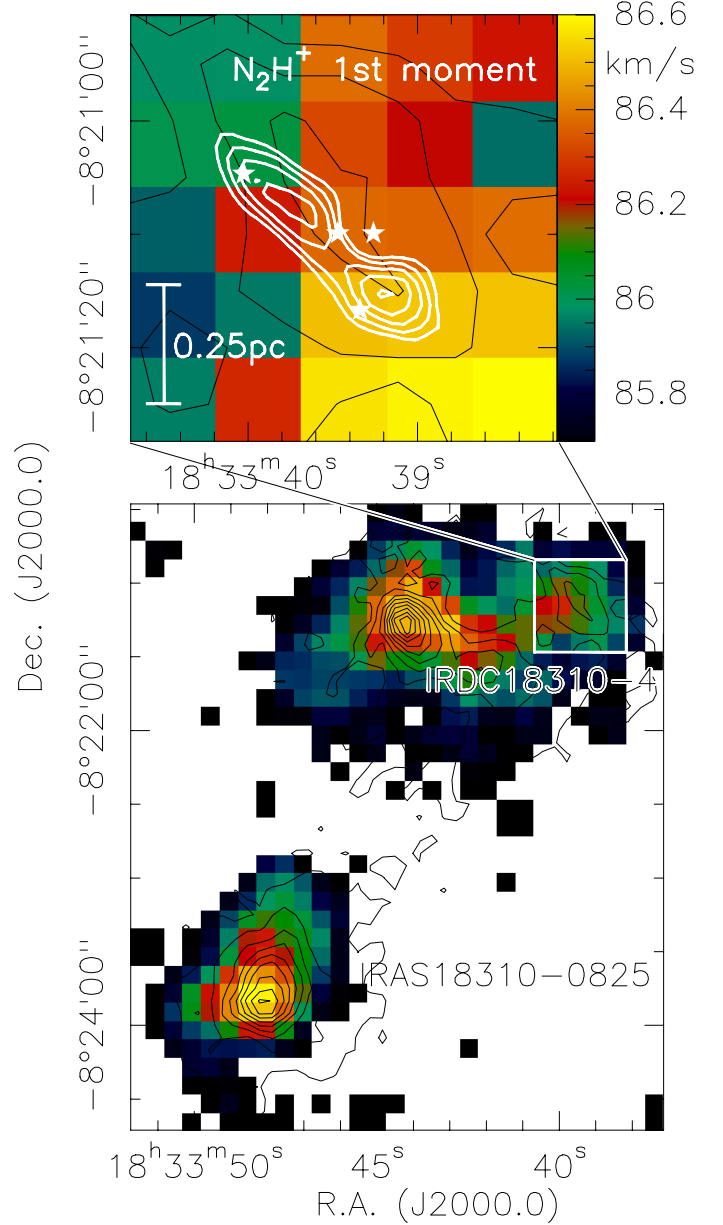 86.6
km/s
N₂H⁺ 1st moment
86.4
−8°21'00"
86.2
86
−8°21'20"
0.25pc
85.8
18ʰ33ᵐ40ˢ
39ˢ
Dec. (J2000.0)
IRDC18310−4
−8°22'00"
IRAS18310−0825
−8°24'00"
18ʰ33ᵐ50ˢ
45ˢ
40ˢ
R.A. (J2000.0)